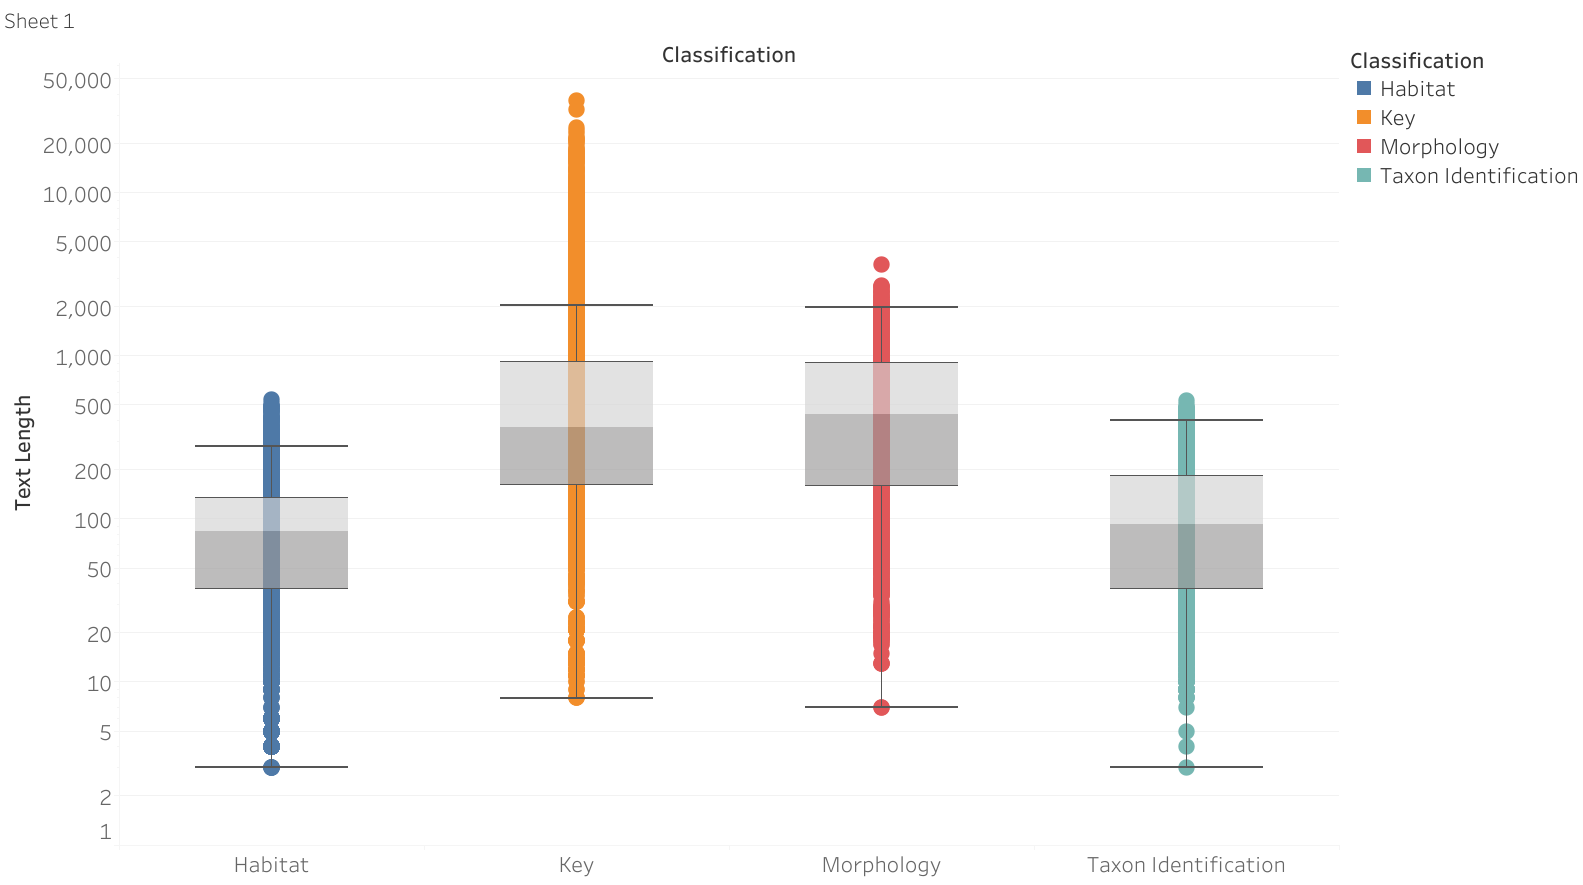 Sheet 1
Classification
50,000
20,000
10,000
5,000
2,000
1,000
500
200
100
50
20
10
5
2
1
Text Length
Habitat
Key
Morphology
Taxon Identification
Classification
Habitat
Key
Morphology
Taxon Identification